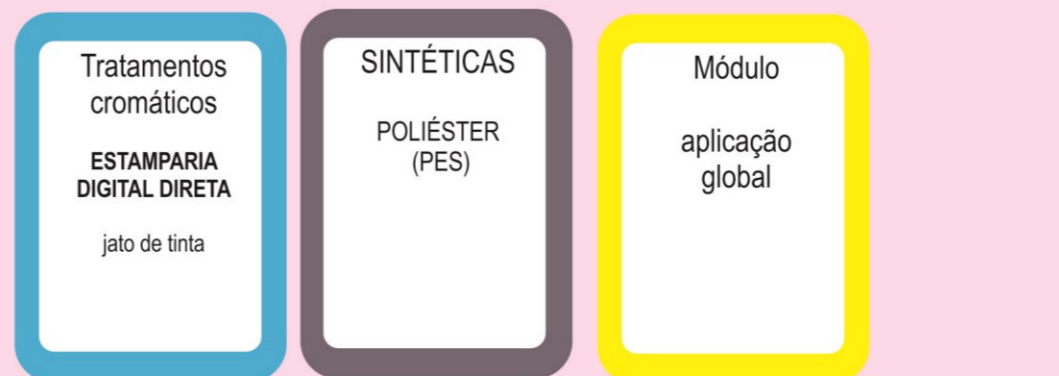 Tratamentos
cromáticos
ESTAMPARIA
DIGITAL DIRETA
jato de tinta
SINTÉTICAS
POLIÉSTER
(PES)
Módulo
aplicação
global